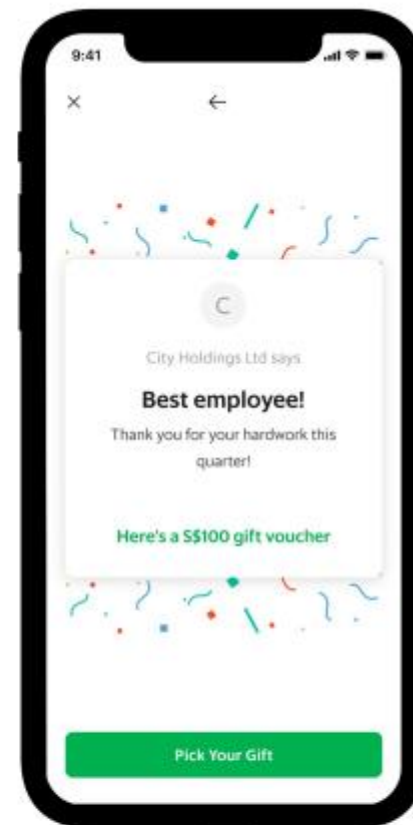 9:41
C
City Holdings Ltd says
Best employee!
Thank you for your hardwork this
quarter!
Here's a S$100 gift voucher
Pick Your Gift